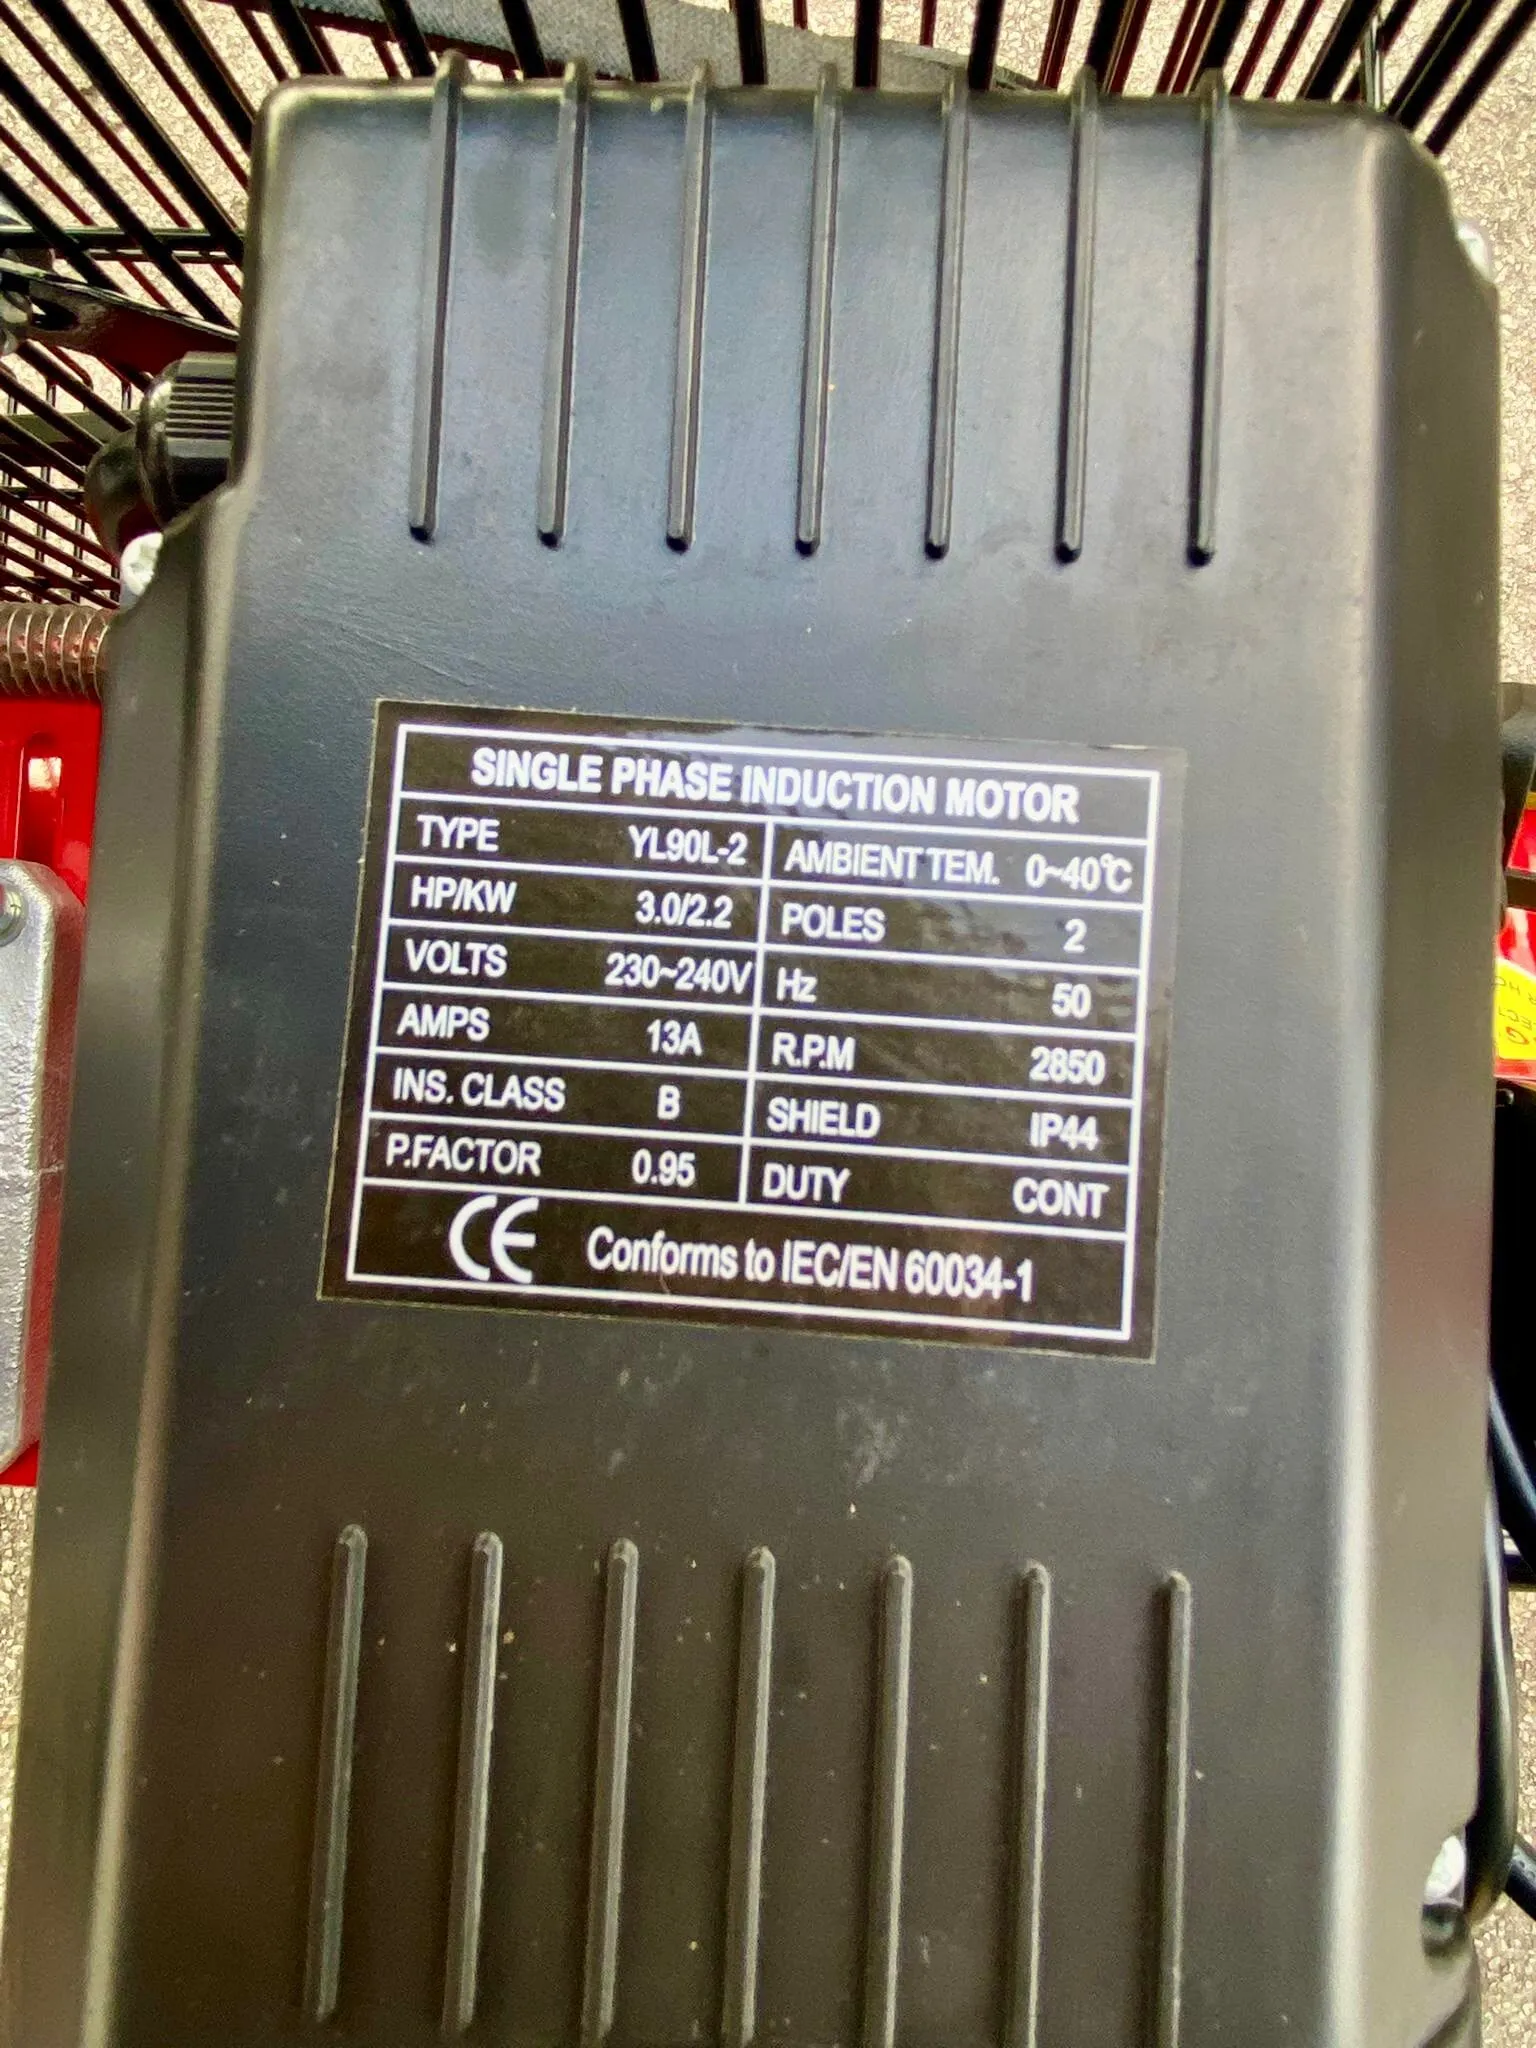 SINGLE PHASE INDUCTION MOTOR
TYPE YL90L-2 AMBIENT TEM. 0~40℃
HP/KW 3.0/2.2 POLES 2
VOLTS 230~240V Hz 50
AMPS 13A R.P.M 2850
INS. CLASS B SHIELD IP44
P.FACTOR 0.95 DUTY CONT
CE Conforms to IEC/EN 60034-1